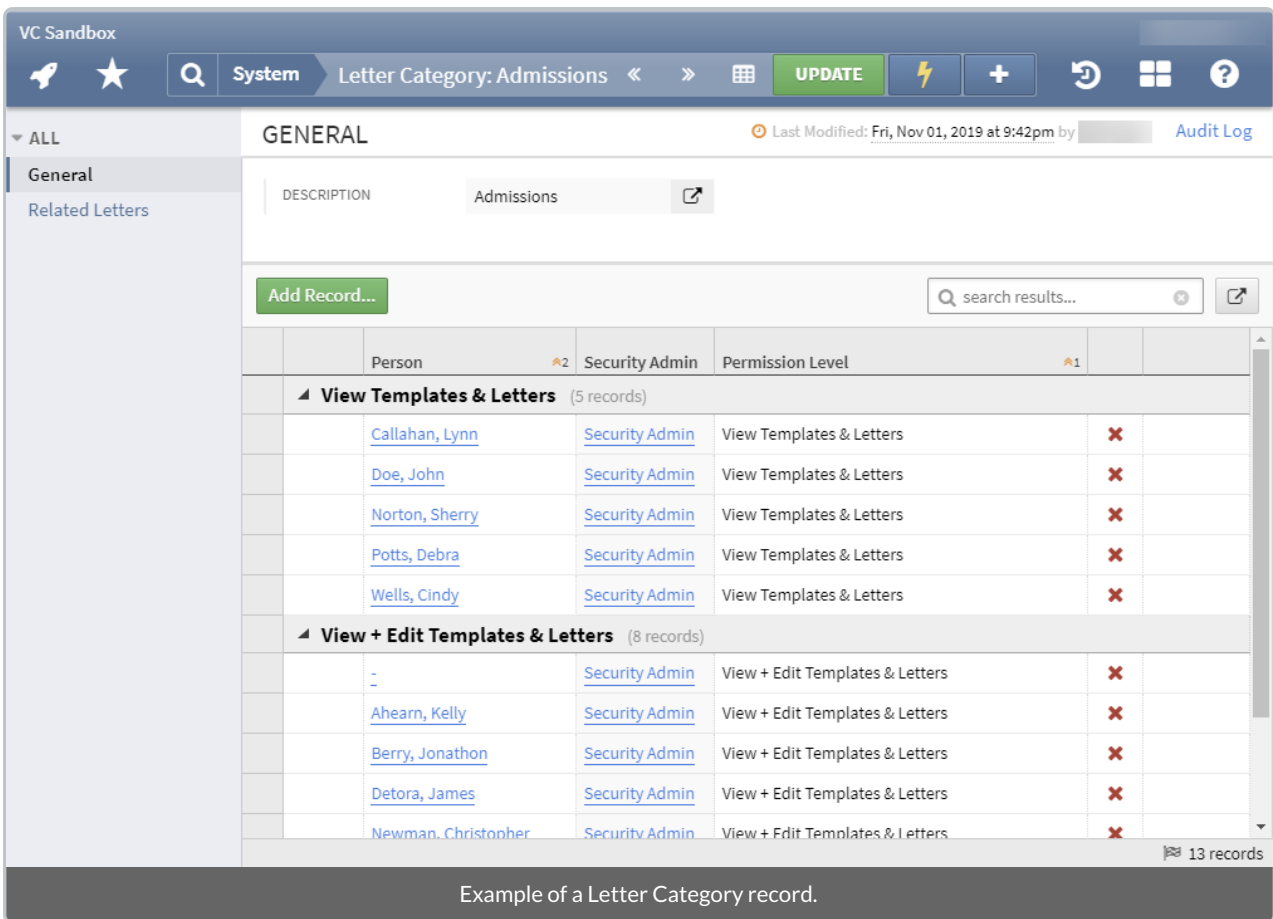 VC Sandbox
System Letter Category: Admissions « » UPDATE
ALL
General
Related Letters
GENERAL
Last Modified: Fri, Nov 01, 2019 at 9:42pm by
Audit Log
DESCRIPTION Admissions
Add Record...
search results...
Person 2 Security Admin Permission Level 1
View Templates & Letters (5 records)
Callahan, Lynn Security Admin View Templates & Letters
Doe, John Security Admin View Templates & Letters
Norton, Sherry Security Admin View Templates & Letters
Potts, Debra Security Admin View Templates & Letters
Wells, Cindy Security Admin View Templates & Letters
View + Edit Templates & Letters (8 records)
- Security Admin View + Edit Templates & Letters
Ahearn, Kelly Security Admin View + Edit Templates & Letters
Berry, Jonathon Security Admin View + Edit Templates & Letters
Detora, James Security Admin View + Edit Templates & Letters
Newman, Christopher Security Admin View + Edit Templates & Letters
13 records
Example of a Letter Category record.